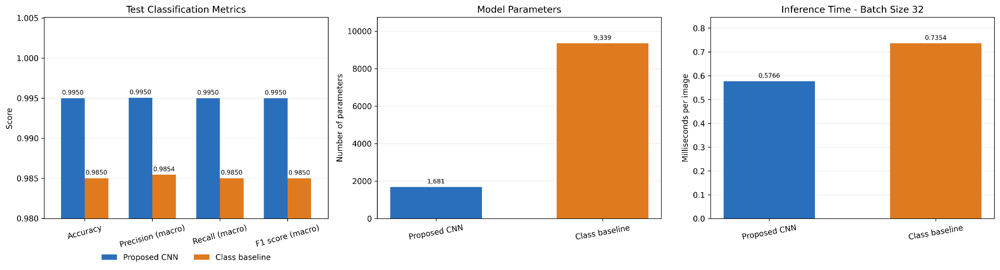 Test Classification Metrics
Score
1.005
1.000
0.995
0.990
0.985
0.980
0.9950
0.9850
0.9950
0.9854
0.9950
0.9850
0.9950
0.9850
Accuracy
Precision (macro)
Recall (macro)
F1 score (macro)
Proposed CNN
Class baseline
Model Parameters
Number of parameters
10000
8000
6000
4000
2000
0
1,681
9,339
Proposed CNN
Class baseline
Inference Time - Batch Size 32
Milliseconds per image
0.8
0.7
0.6
0.5
0.4
0.3
0.2
0.1
0.0
0.5766
0.7354
Proposed CNN
Class baseline